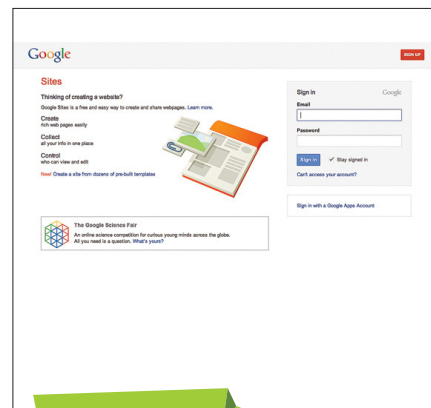 Google
SIGN UP
Sites
Thinking of creating a website?
Google Sites is a free and easy way to create and share webpages. Learn more.
Create
rich web pages easily
Collect
all your info in one place
Control
who can view and edit
New! Create a site from dozens of pre-built templates
The Google Science Fair
An online science competition for curious young minds across the globe.
All you need is a question. What's yours?
Sign in Google
Email
Password
Sign in Stay signed in
Can't access your account?
Sign in with a Google Apps Account